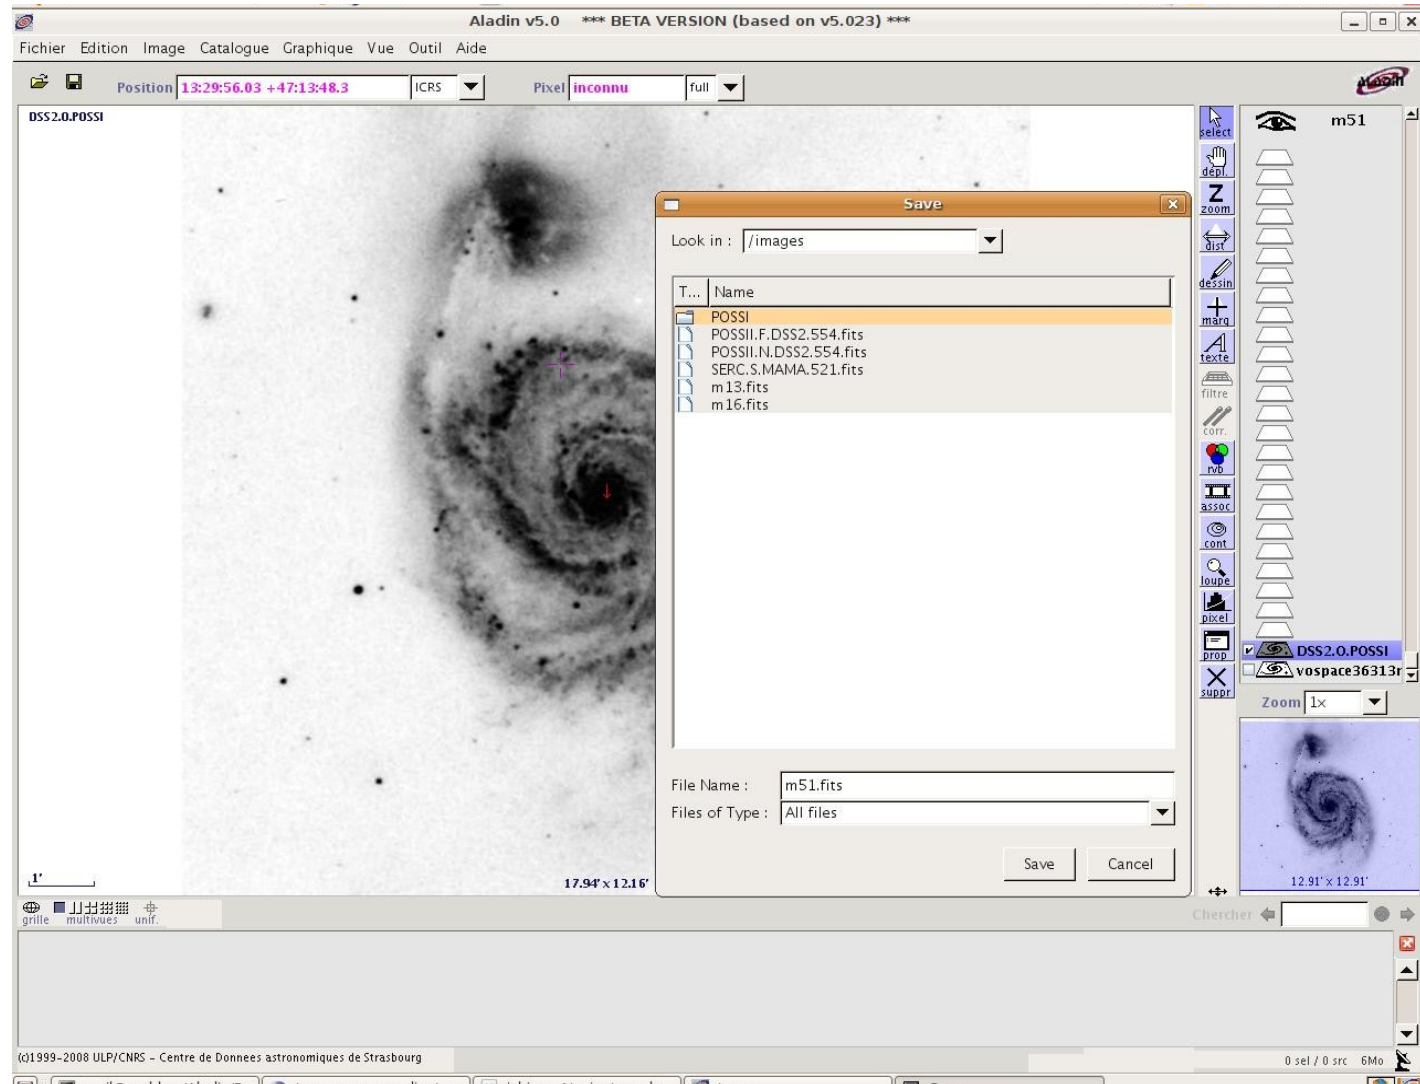 Aladin v5.0 *** BETA VERSION (based on v5.023) ***
Fichier Edition Image Catalogue Graphique Vue Outil Aide
Position 13:29:56.03 +47:13:48.3 ICRS Pixel inconnu full
Aladin
DSS2.O.POSSI
select
dépl.
Z
zoom
dist
dessin
marq
A
texte
filtre
corr.
rvb
assoc
cont
loupe
pixel
prop
suppr
m51
DSS2.O.POSSI
vospace36313r
Zoom 1x
12.91' x 12.91'
Save
Look in : /images
T... Name
POSSI
POSSII.F.DSS2.554.fits
POSSII.N.DSS2.554.fits
SERC.S.MAMA.521.fits
m13.fits
m16.fits
File Name : m51.fits
Files of Type : All files
Save Cancel
1'
17.94' x 12.16'
grille multivues unif.
Chercher
(c)1999-2008 ULP/CNRS - Centre de Donnees astronomiques de Strasbourg
0 sel / 0 src 6Mo